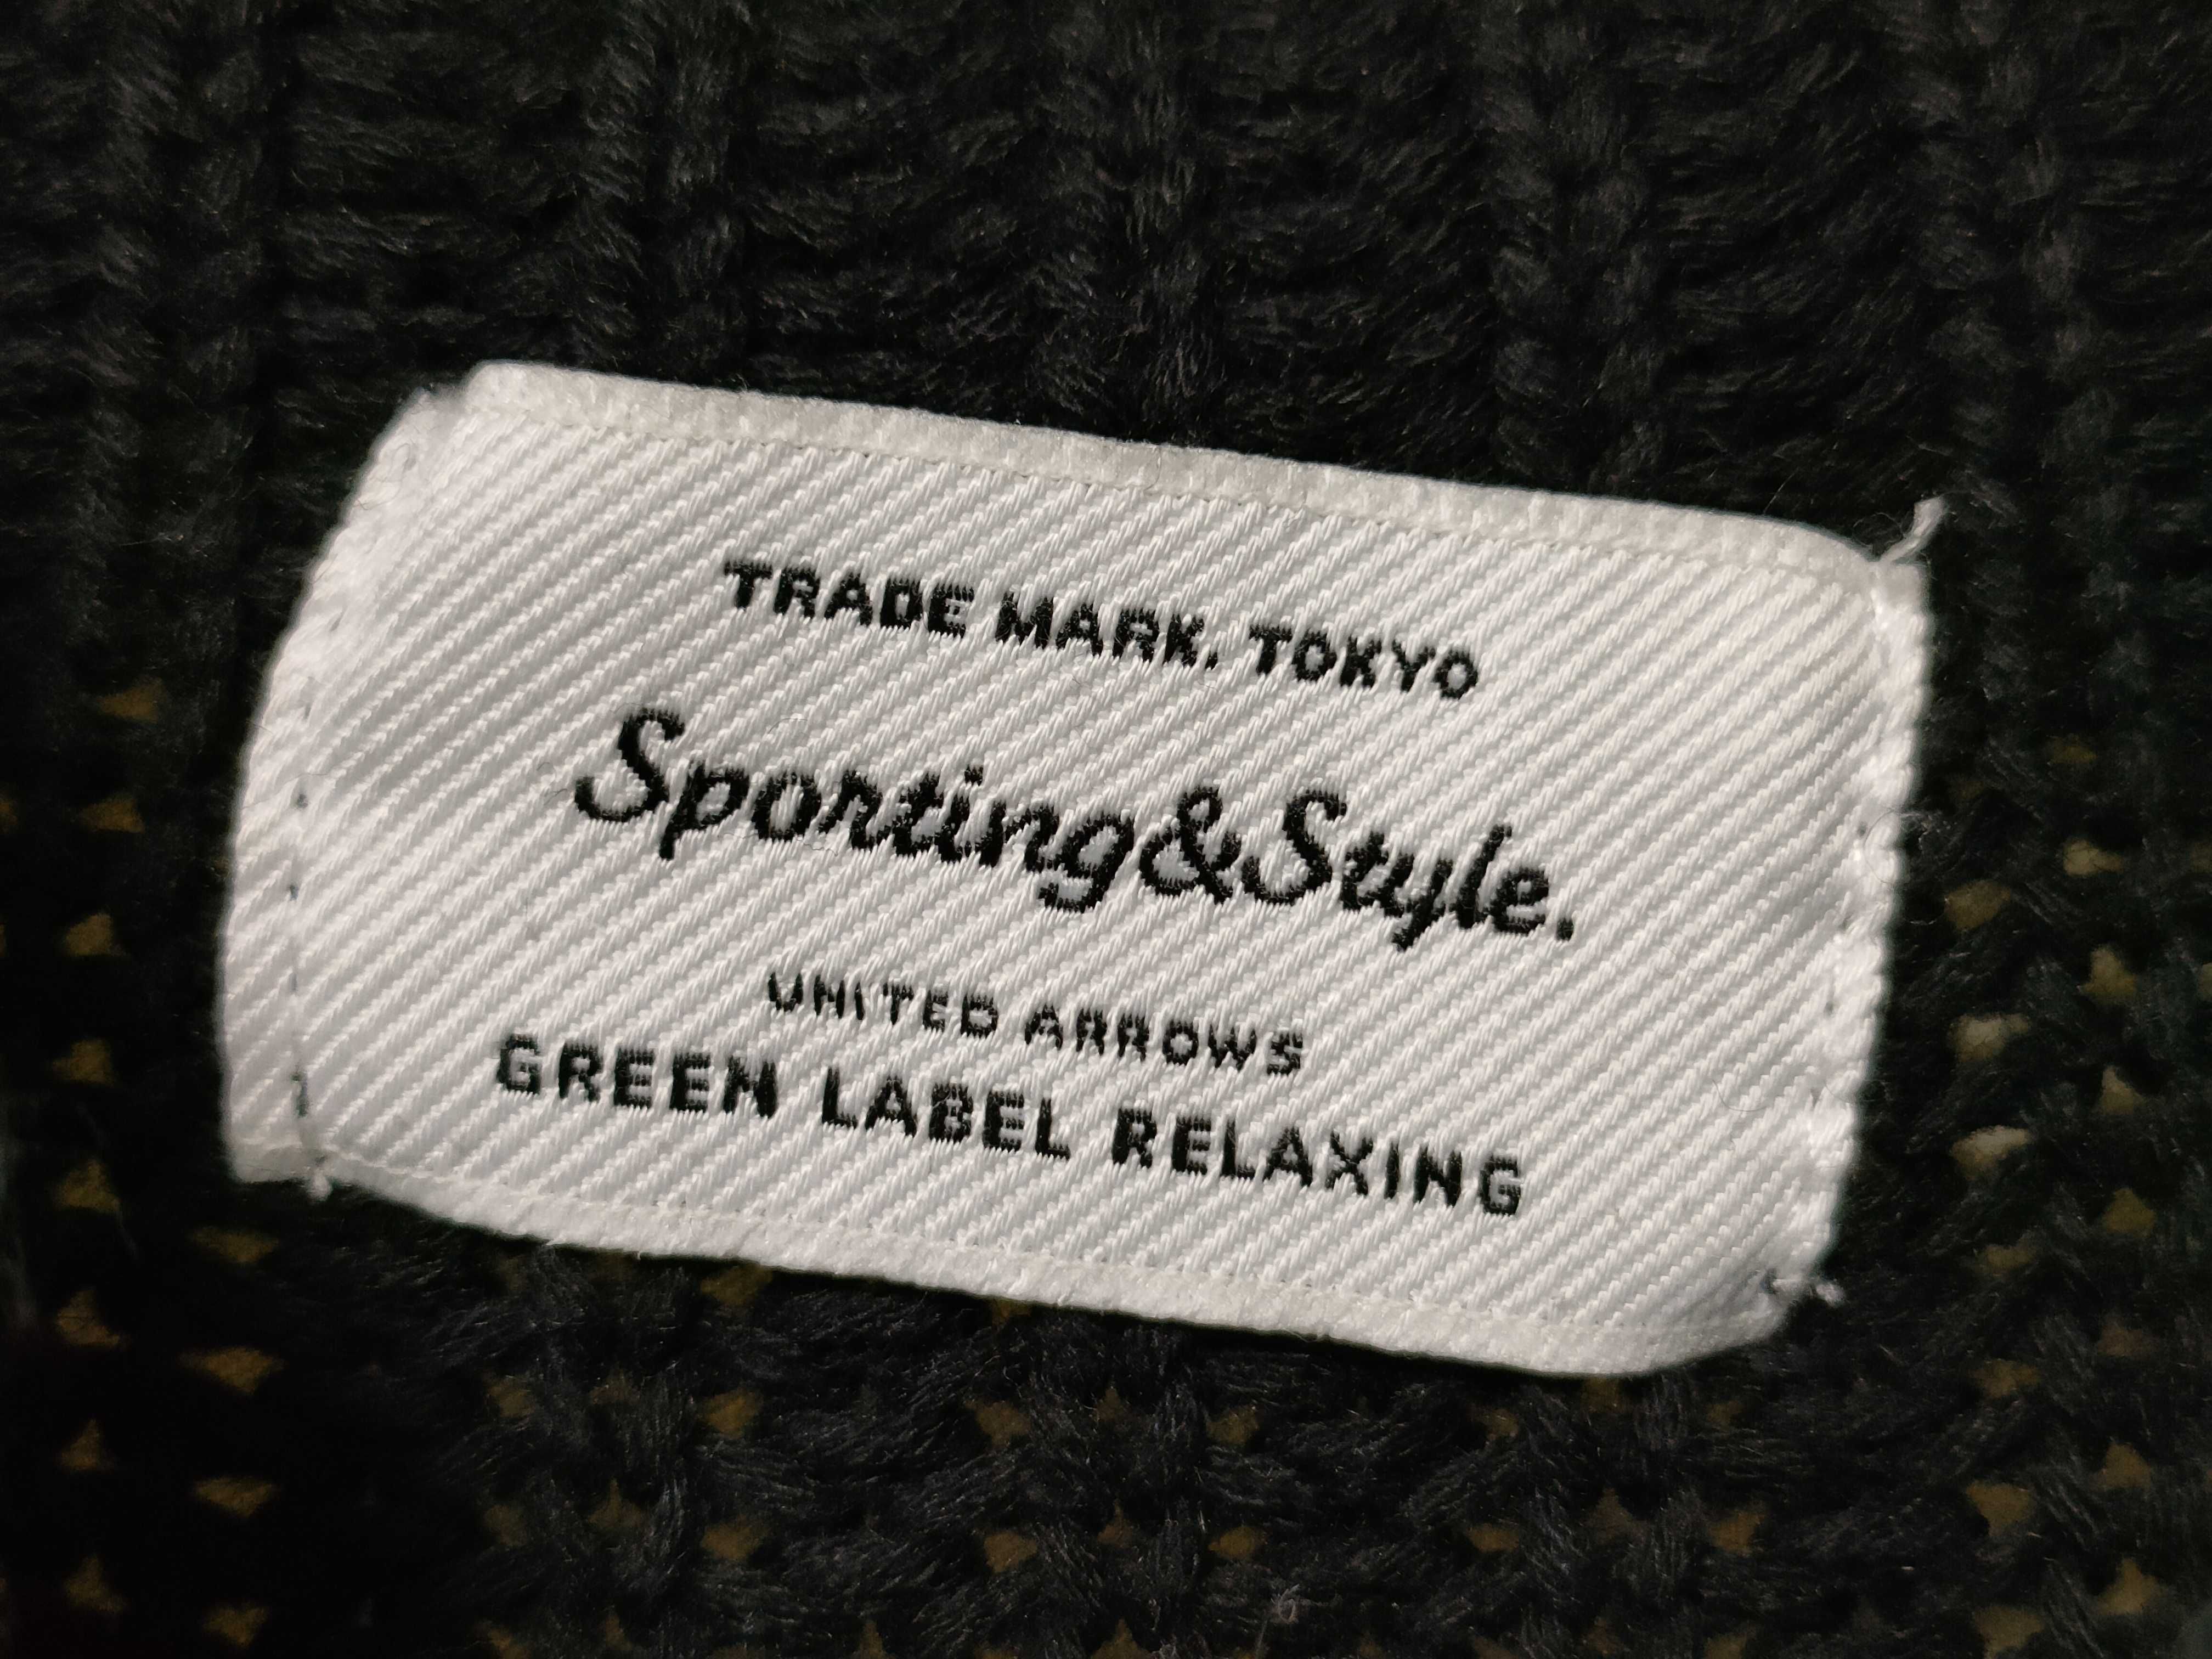 TRADE MARK. TOKYO
Sporting&Style.
UNITED ARROWS
GREEN LABEL RELAXING